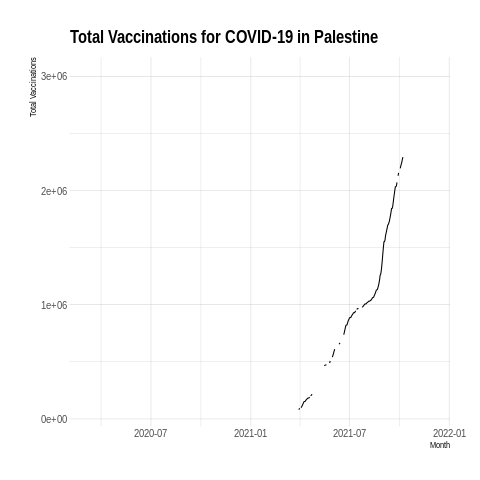 Total Vaccinations for COVID-19 in Palestine
Total Vaccinations
3e+06
2e+06
1e+06
0e+00
2020-07 2021-01 2021-07 2022-01
Month